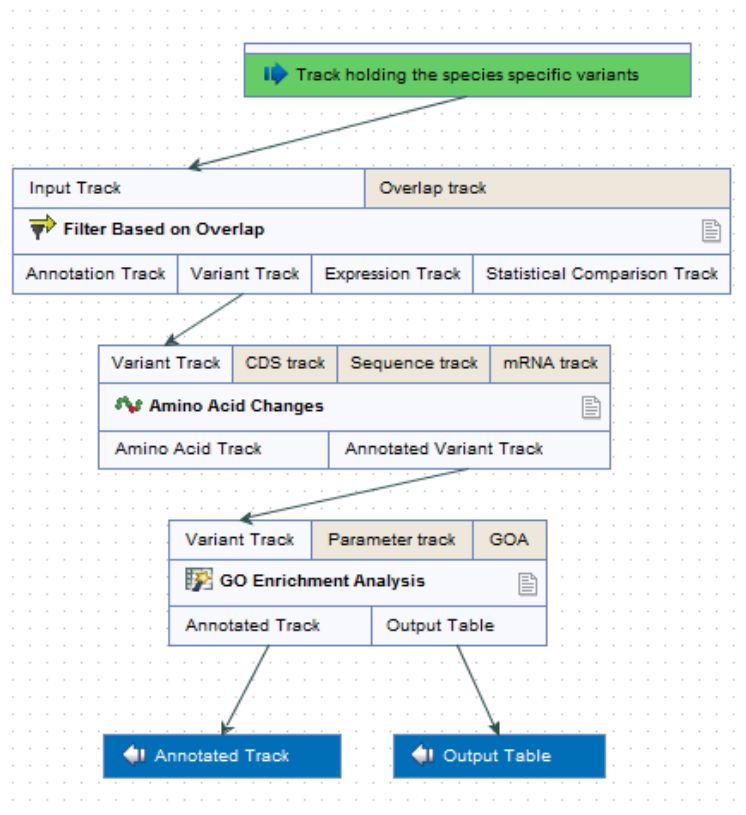 Track holding the species specific variants
Input Track Overlap track
Filter Based on Overlap
Annotation Track Variant Track Expression Track Statistical Comparison Track
Variant Track CDS track Sequence track mRNA track
Amino Acid Changes
Amino Acid Track Annotated Variant Track
Variant Track Parameter track GOA
GO Enrichment Analysis
Annotated Track Output Table
Annotated Track Output Table